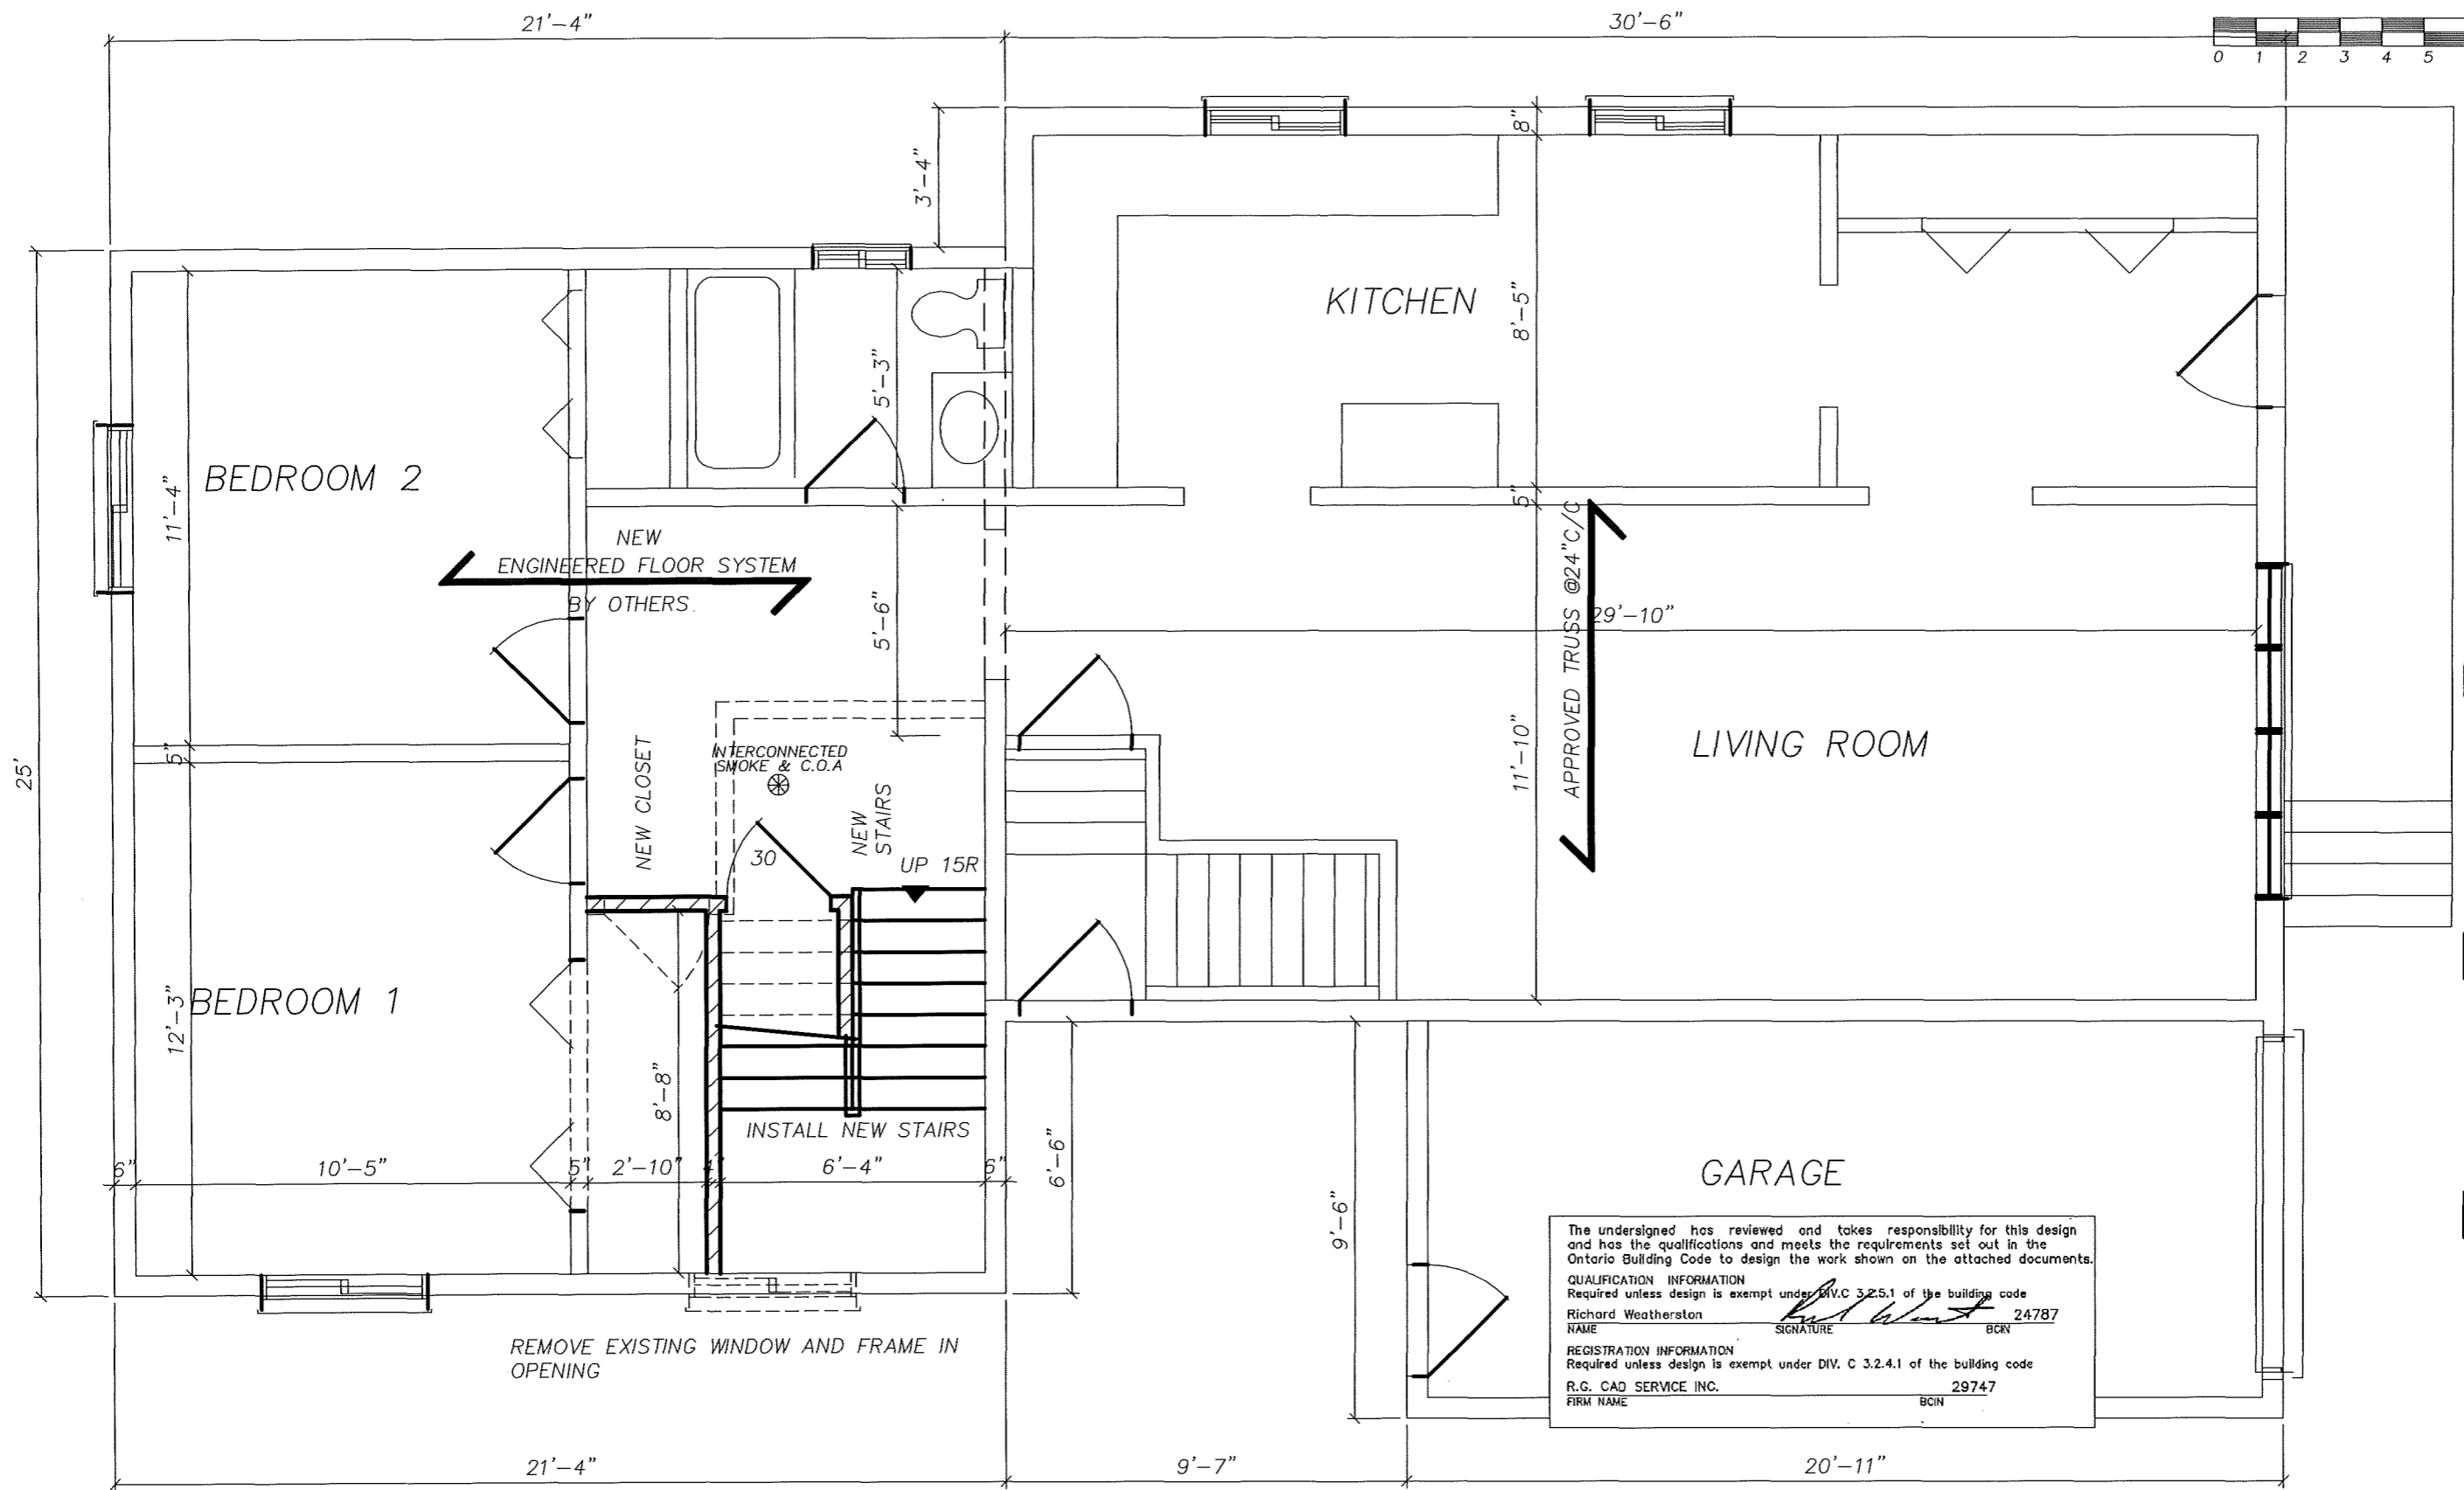 21'-4"
30'-6"
0 1 2 3 4 5
8"
3'-4"
KITCHEN
8'-5"
5'-3"
BEDROOM 2
11'-4"
5"
NEW
ENGINEERED FLOOR SYSTEM
BY OTHERS.
5'-6"
APPROVED TRUSS @24"C/C
29'-10"
25'
5"
NEW CLOSET
INTERCONNECTED
SMOKE & C.O.A
NEW
STAIRS
11'-10"
LIVING ROOM
30
UP 15R
BEDROOM 1
12'-3"
8'-8"
INSTALL NEW STAIRS
6"
10'-5"
5"
2'-10"
4"
6'-4"
6"
6'-6"
9'-6"
GARAGE
The undersigned has reviewed and takes responsibility for this design
and has the qualifications and meets the requirements set out in the
Ontario Building Code to design the work shown on the attached documents.
QUALIFICATION INFORMATION
Required unless design is exempt under DIV.C 3.2.5.1 of the building code
Richard Weatherston 24787
NAME SIGNATURE BCIN
REGISTRATION INFORMATION
Required unless design is exempt under DIV. C 3.2.4.1 of the building code
R.G. CAD SERVICE INC. 29747
FIRM NAME BCIN
REMOVE EXISTING WINDOW AND FRAME IN
OPENING
21'-4"
9'-7"
20'-11"